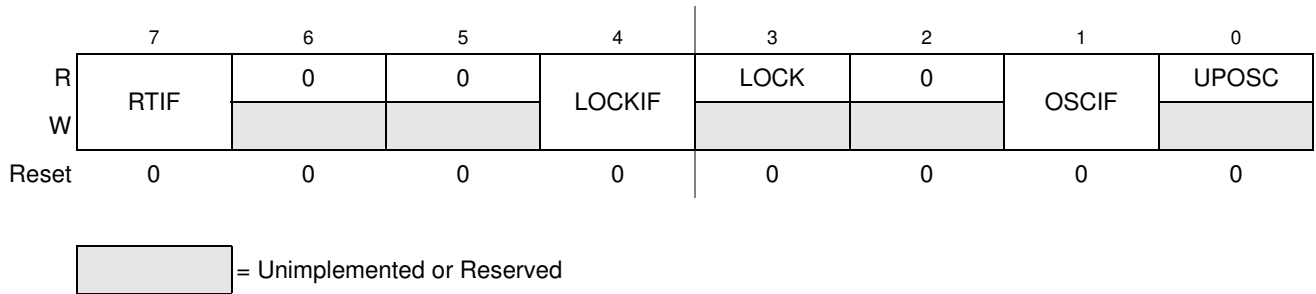 7 6 5 4 3 2 1 0
R RTIF 0 0 LOCKIF LOCK 0 OSCIF UPOSC
W
Reset 0 0 0 0 0 0 0 0
= Unimplemented or Reserved